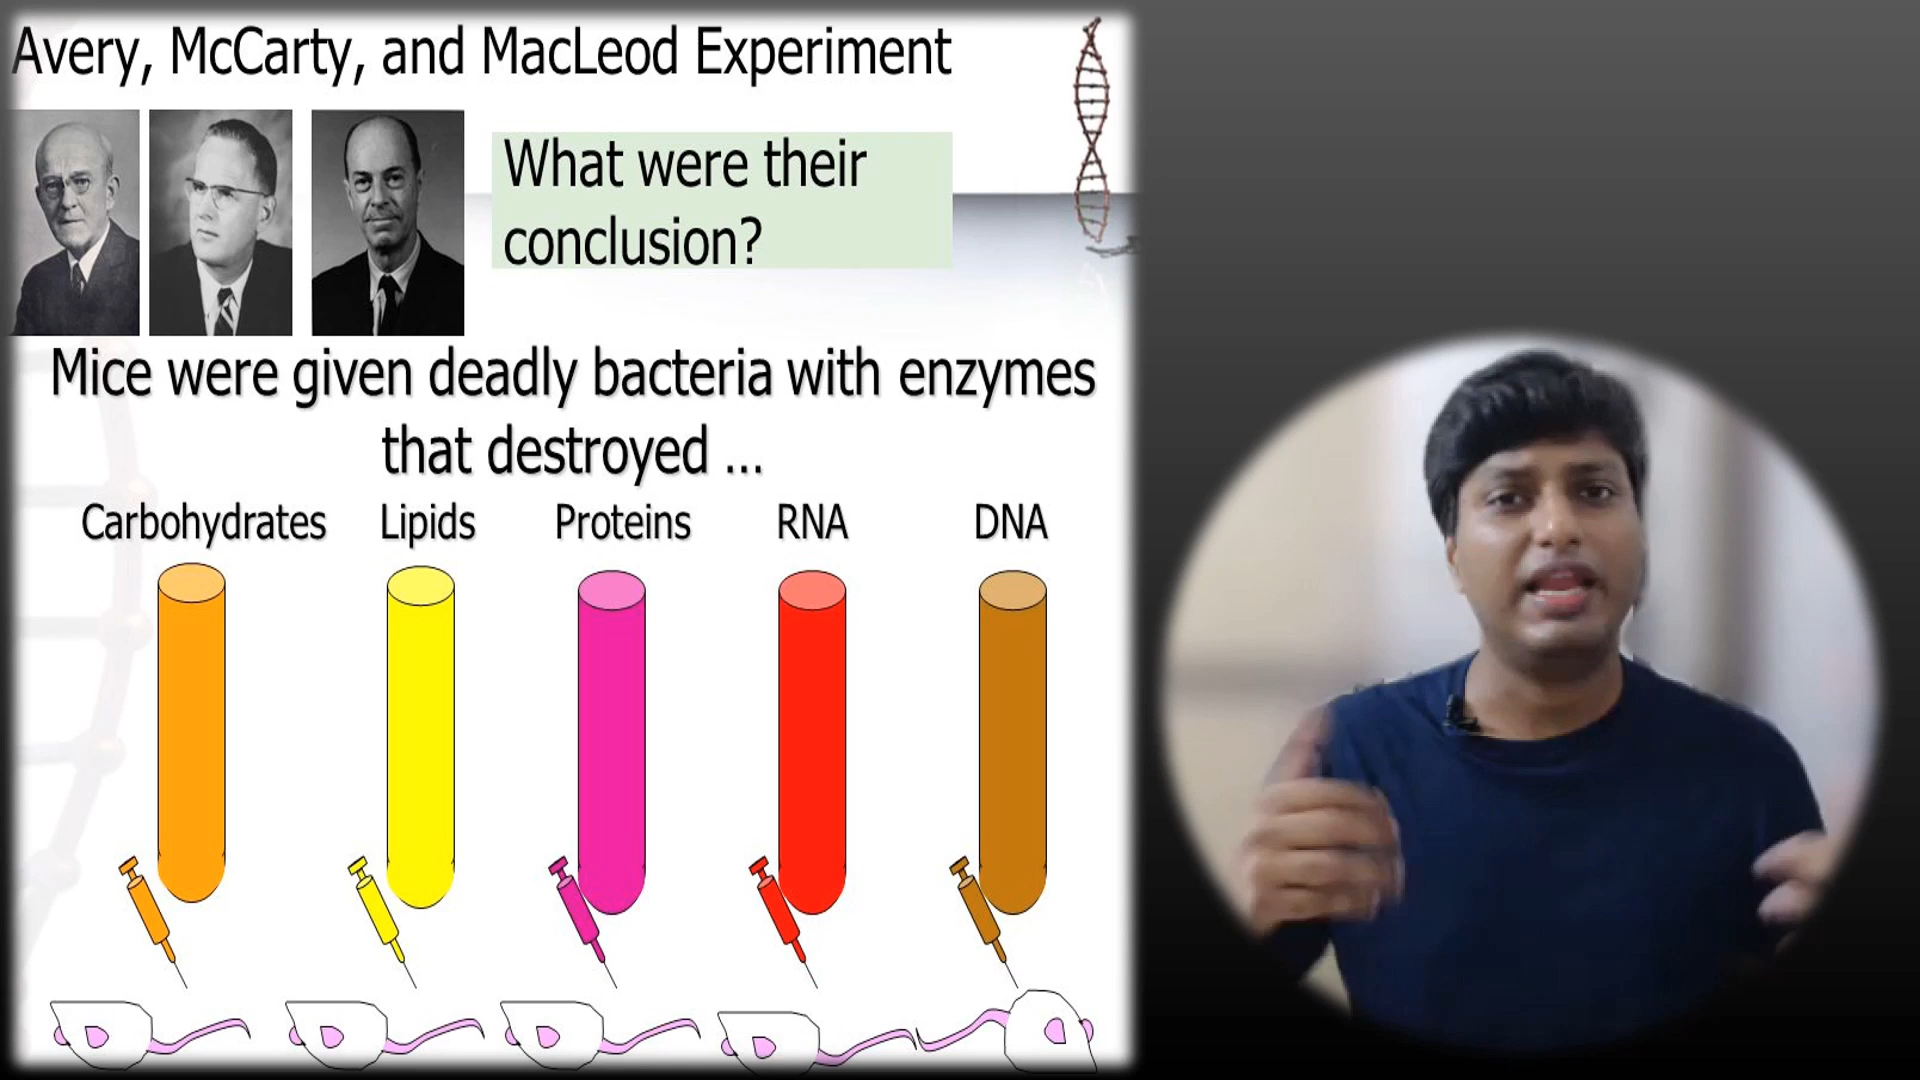 Avery, McCarty, and MacLeod Experiment
What were their
conclusion?
Mice were given deadly bacteria with enzymes
that destroyed ...
Carbohydrates Lipids Proteins RNA DNA